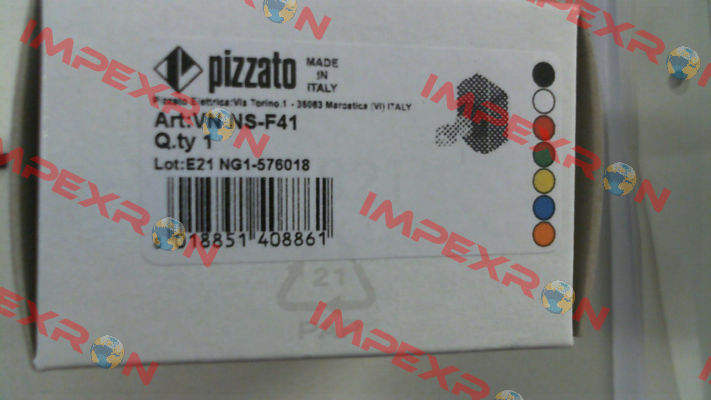 pizzato
MADE
IN
ITALY
Pizzato Elettrica:Via Torino,1 - 36063 Marostica (VI) ITALY
Art:VN NS-F41
Q.ty 1
Lot:E21 NG1-576018
018851 408861
21
IMPEXRON
IMPEXRON
IMPEXRON
IMPEXRON
IMPEXRON
IMPEXRON